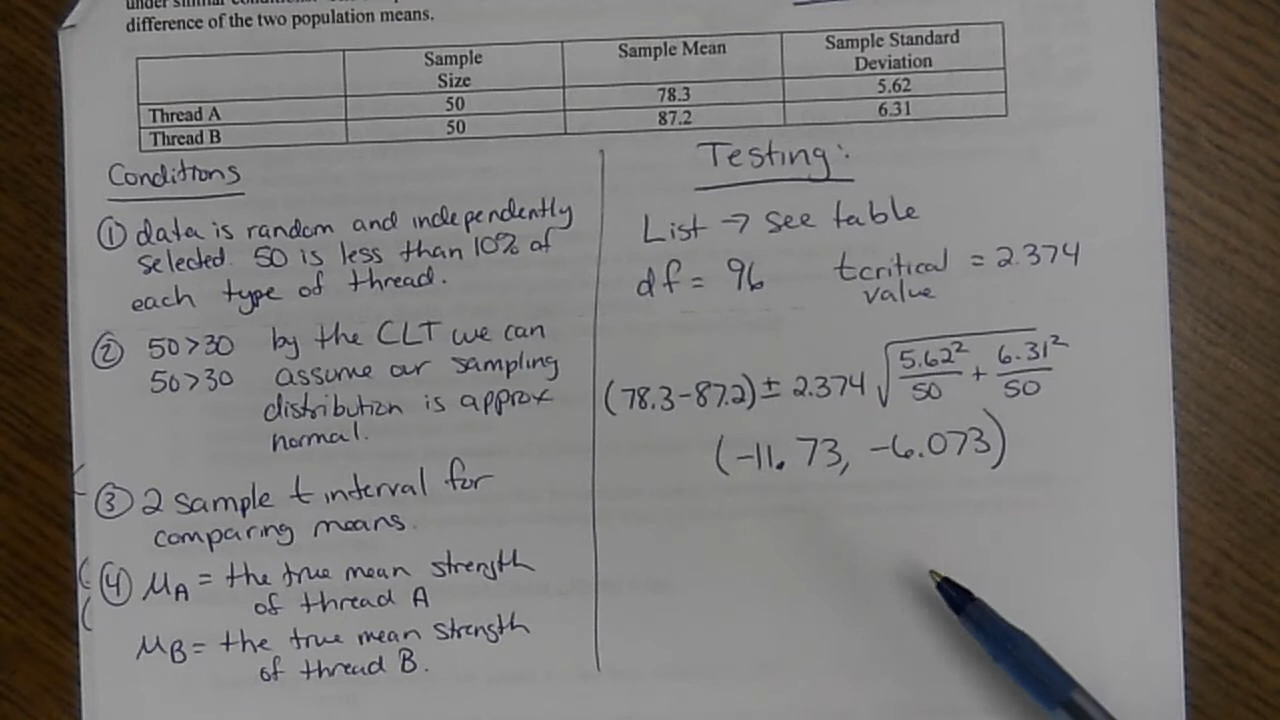 difference of the two population means.
Sample Size
Sample Mean
Sample Standard Deviation
Thread A 50 78.3 5.62
Thread B 50 87.2 6.31
Conditions
① data is random and independently
selected. 50 is less than 10% of
each type of thread.
② 50>30 by the CLT we can
50>30 assume our sampling
distribution is approx
normal.
③ 2 sample t interval for
comparing means.
④ μA = the true mean strength
of thread A
μB = the true mean strength
of thread B.
Testing:
List → see table
df = 96 tcritical value = 2.374
(78.3-87.2) ± 2.374 √(5.62²/50 + 6.31²/50)
(-11.73, -6.073)